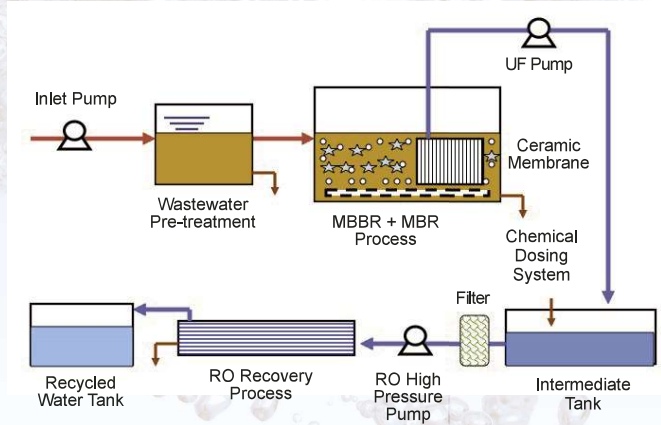 UF Pump
Inlet Pump
Ceramic
Membrane
Wastewater
Pre-treatment
MBBR + MBR
Process
Chemical
Dosing
System
Filter
Recycled
Water Tank
RO Recovery
Process
RO High
Pressure
Pump
Intermediate
Tank